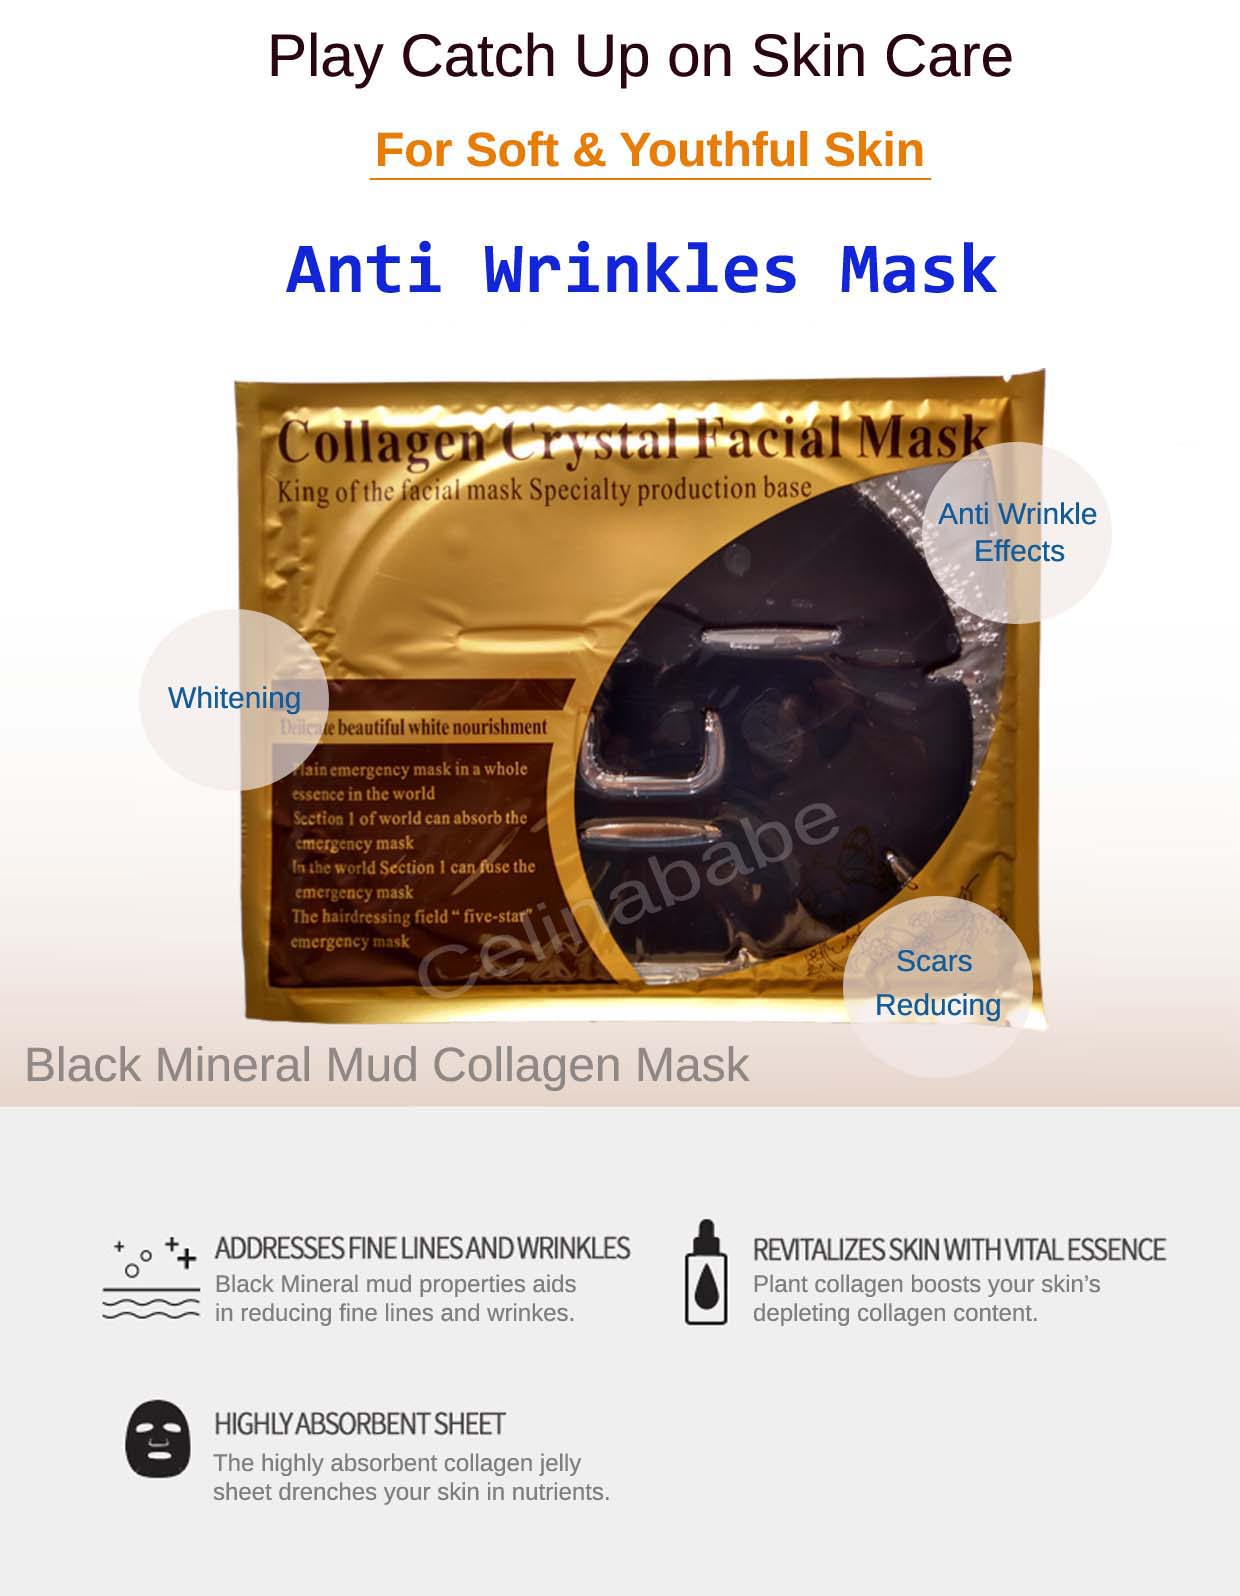 Play Catch Up on Skin Care
For Soft & Youthful Skin
Anti Wrinkles Mask
Collagen Crystal Facial Mask
King of the facial mask Specialty production base
Anti Wrinkle
Effects
Whitening
Delicate beautiful white nourishment
Plain emergency mask in a whole
essence in the world
Section 1 of world can absorb the
emergency mask
In the world Section 1 can fuse the
emergency mask
The hairdressing field “ five-star”
emergency mask
Celinababe
Scars
Reducing
Black Mineral Mud Collagen Mask
ADDRESSES FINE LINES AND WRINKLES
Black Mineral mud properties aids
in reducing fine lines and wrinkes.
REVITALIZES SKIN WITH VITAL ESSENCE
Plant collagen boosts your skin’s
depleting collagen content.
HIGHLY ABSORBENT SHEET
The highly absorbent collagen jelly
sheet drenches your skin in nutrients.